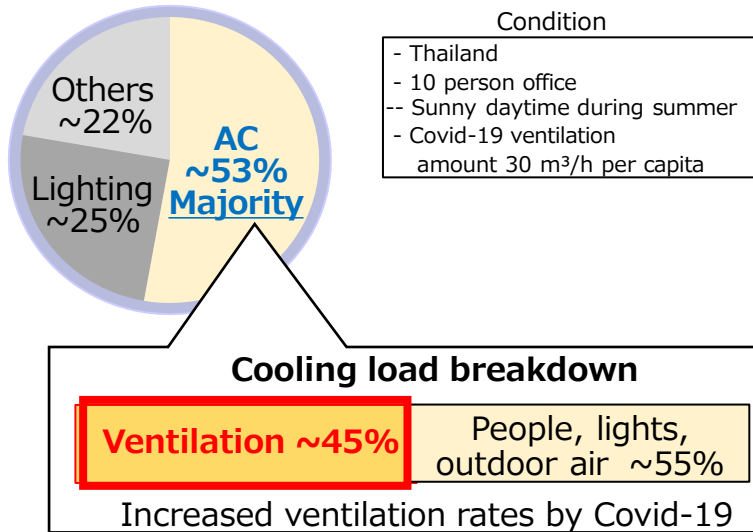 Condition
- Thailand
- 10 person office
-- Sunny daytime during summer
- Covid-19 ventilation
amount 30 m³/h per capita
Others
~22%
AC
~53%
Majority
Lighting
~25%
Cooling load breakdown
Ventilation ~45%
People, lights,
outdoor air ~55%
Increased ventilation rates by Covid-19